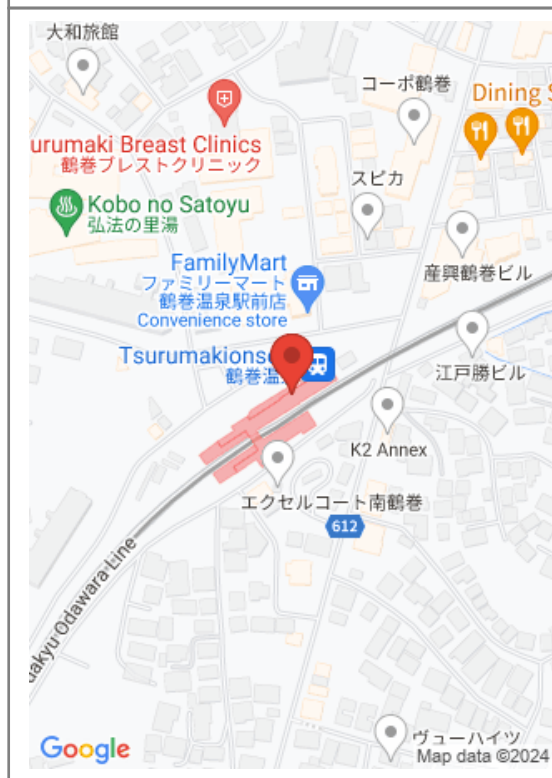 大和旅館
コーポ鶴巻
Dining S
urumaki Breast Clinics
鶴巻ブレストクリニック
スピカ
Kobo no Satoyu
弘法の里湯
産興鶴巻ビル
FamilyMart
ファミリーマート
鶴巻温泉駅前店
Convenience store
Tsurumakions
鶴巻温
江戸勝ビル
K2 Annex
エクセルコート南鶴巻
612
dakyu Odawara Line
ヴューハイツ
Google
Map data ©2024